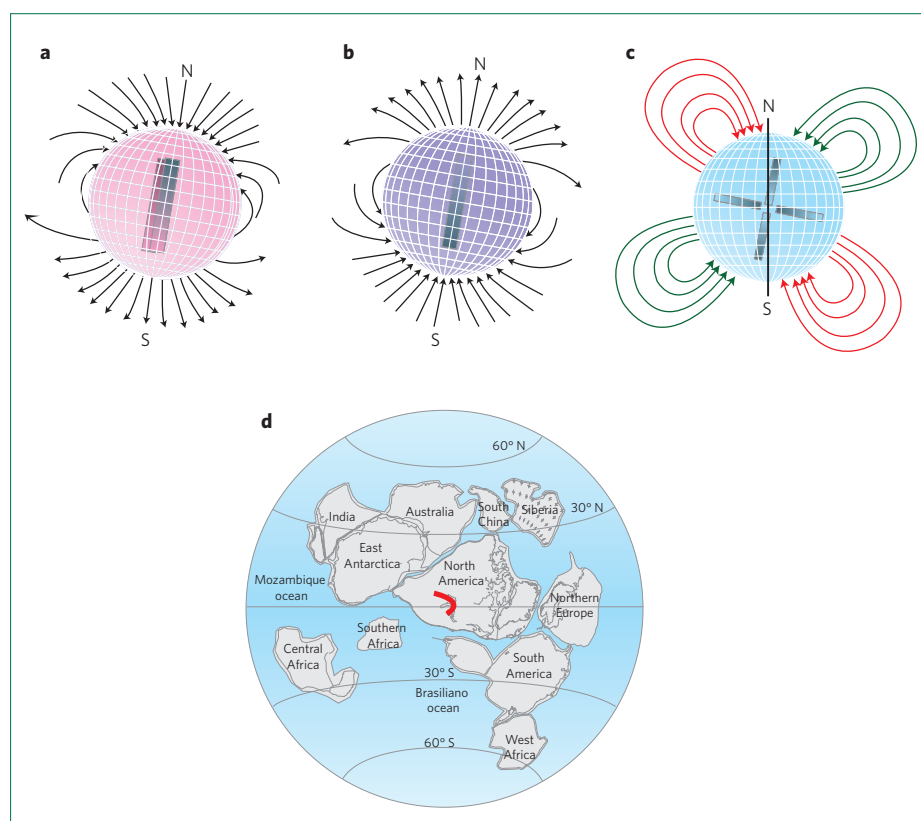 a
N
S
b
N
S
c
N
S
d
60° N
30° N
India
Australia
South
China
Siberia
East
Antarctica
North
America
Mozambique
ocean
Northern
Europe
Southern
Africa
Central
Africa
30° S
South
America
Brasiliano
ocean
60° S
West
Africa